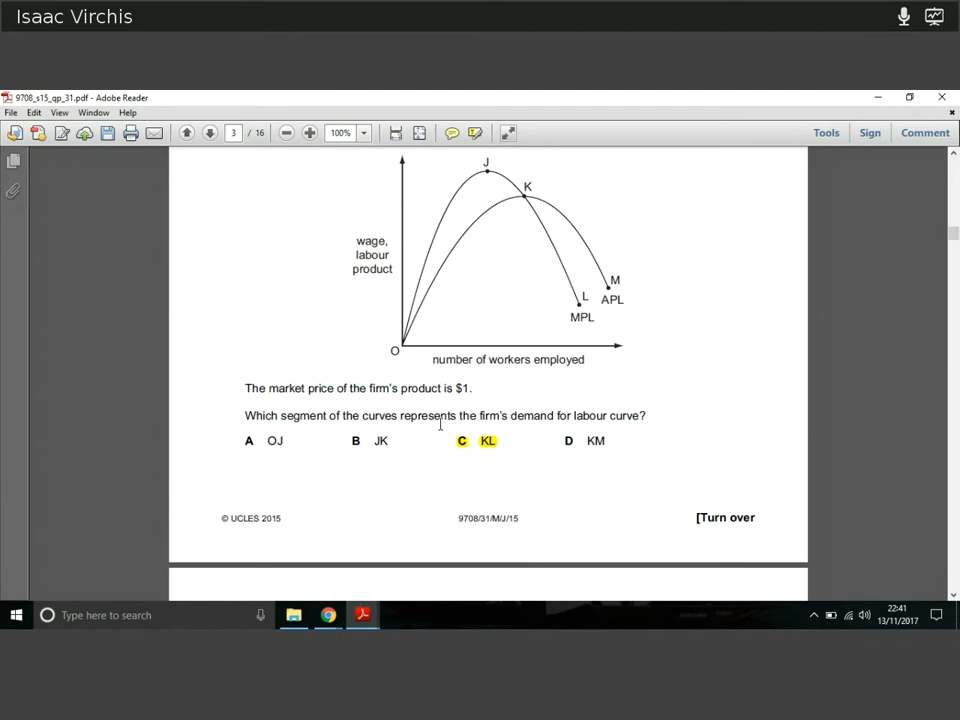 Isaac Virchis
9708_s15_qp_31.pdf - Adobe Reader
File Edit View Window Help
3 / 16 100% Tools Sign Comment
J
K
wage,
labour
product
L
M
MPL
APL
O
number of workers employed
The market price of the firm's product is $1.
Which segment of the curves represents the firm's demand for labour curve?
A OJ B JK C KL D KM
© UCLES 2015 9708/31/M/J/15 [Turn over
Type here to search 22:41
13/11/2017